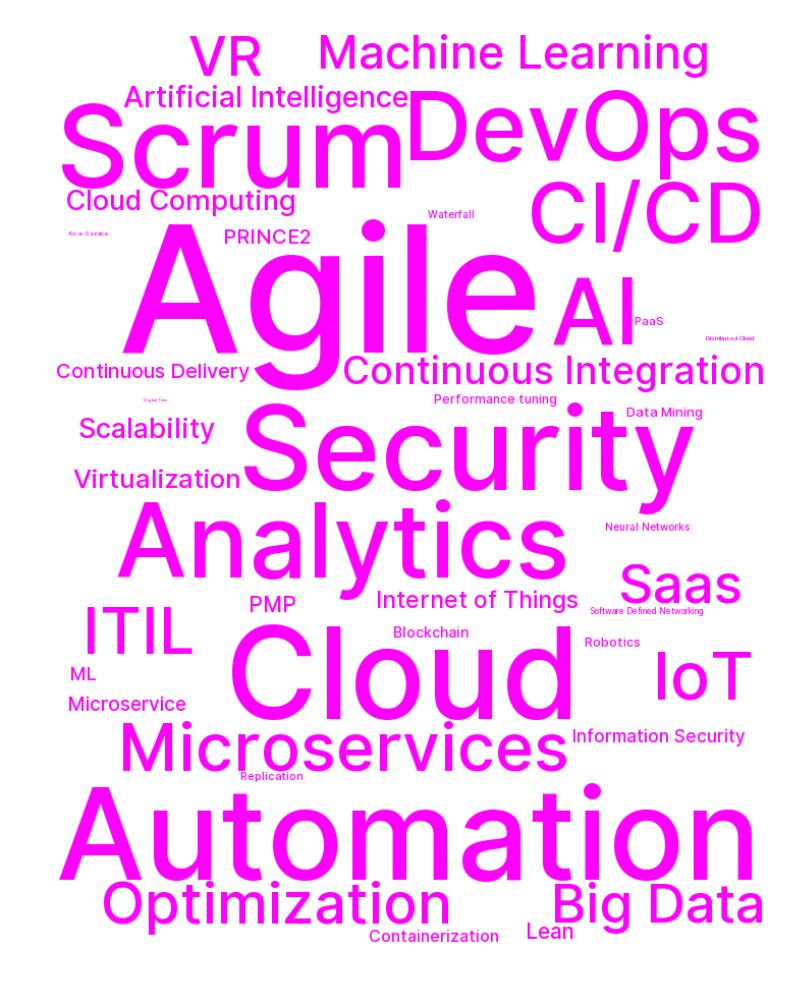 VR
Machine Learning
Artificial Intelligence
Scrum
DevOps
Cloud Computing
CI/CD
Waterfall
As-a-Service
PRINCE2
Agile
AI
PaaS
Distributed Cloud
Continuous Delivery
Continuous Integration
Performance tuning
Scalability
Security
Data Mining
Virtualization
Analytics
Neural Networks
Saas
PMP
Internet of Things
Software Defined Networking
ITIL
Blockchain
Cloud
Robotics
ML
IoT
Microservice
Microservices
Information Security
Replication
Automation
Optimization
Big Data
Containerization
Lean